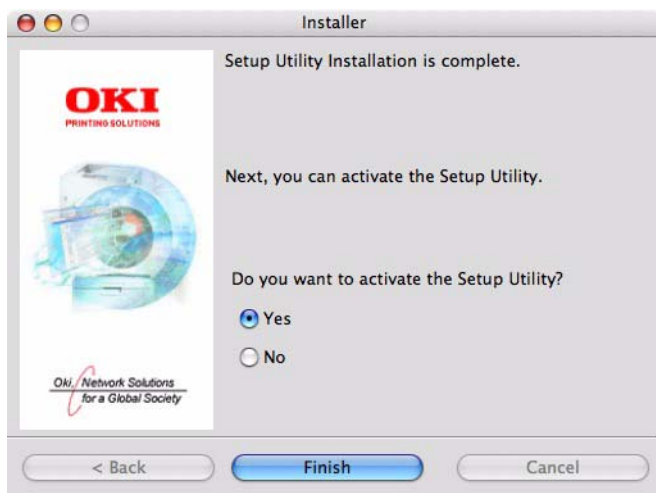 Installer
OKI
PRINTING SOLUTIONS
Setup Utility Installation is complete.
Next, you can activate the Setup Utility.
Do you want to activate the Setup Utility?
Yes
No
Oki, Network Solutions
for a Global Society
< Back
Finish
Cancel